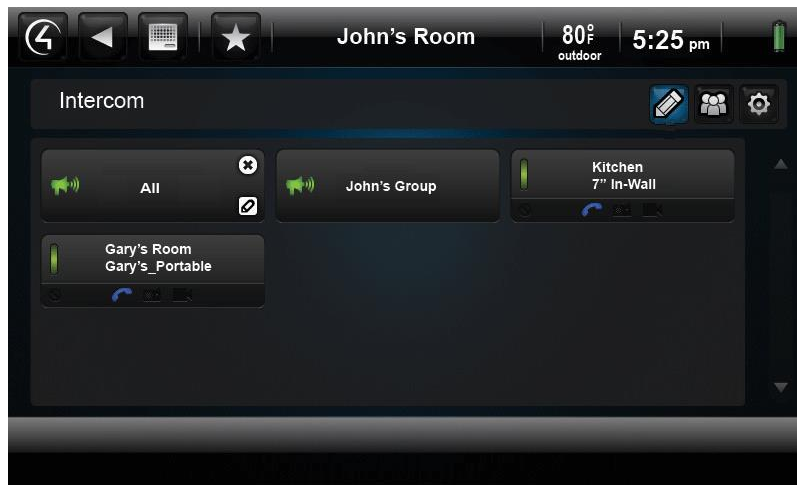 4
John's Room
80°F
outdoor
5:25 pm
Intercom
All
John's Group
Kitchen
7" In-Wall
Gary's Room
Gary's_Portable